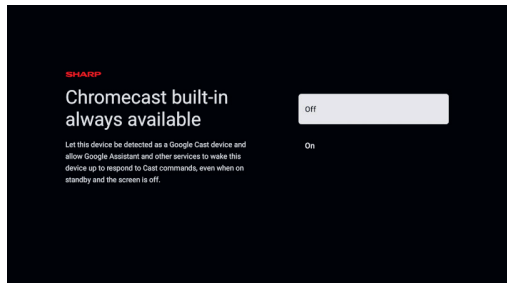 SHARP
Chromecast built-in
always available
Let this device be detected as a Google Cast device and
allow Google Assistant and other services to wake this
device up to respond to Cast commands, even when on
standby and the screen is off.
Off
On